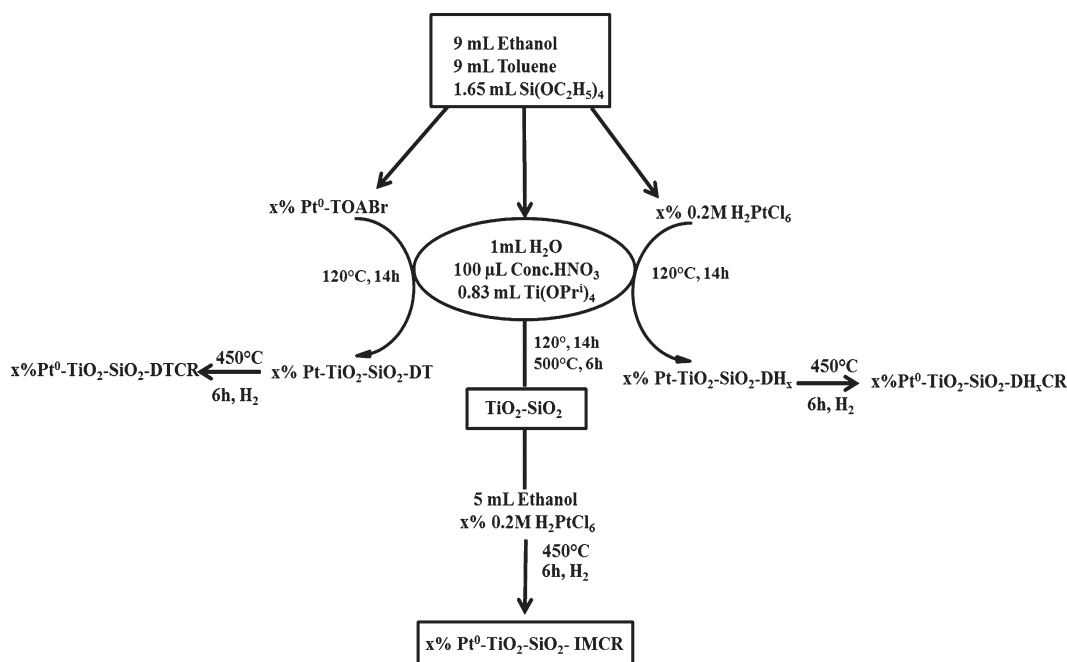 9 mL Ethanol
9 mL Toluene
1.65 mL Si(OC₂H₅)₄
x% Pt⁰-TOABr
x% 0.2M H₂PtCl₆
1mL H₂O
100 µL Conc.HNO₃
0.83 mL Ti(OPrⁱ)₄
120°C, 14h
120°C, 14h
120°, 14h
500°C, 6h
x%Pt⁰-TiO₂-SiO₂-DTCR
450°C
6h, H₂
x% Pt-TiO₂-SiO₂-DT
x% Pt-TiO₂-SiO₂-DHₓ
450°C
6h, H₂
x%Pt⁰-TiO₂-SiO₂-DHₓCR
TiO₂-SiO₂
5 mL Ethanol
x% 0.2M H₂PtCl₆
450°C
6h, H₂
x% Pt⁰-TiO₂-SiO₂- IMCR